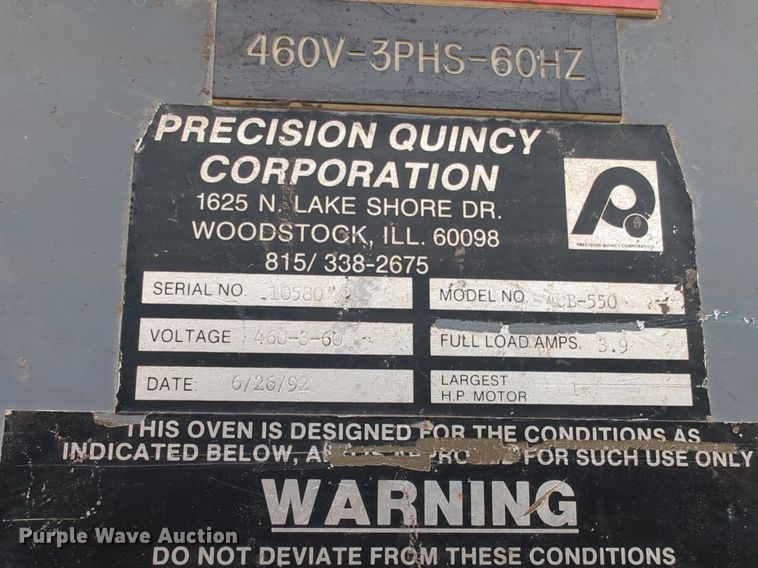 460V-3PHS-60HZ
PRECISION QUINCY
CORPORATION
1625 N. LAKE SHORE DR.
WOODSTOCK, ILL. 60098
815/ 338-2675
PRECISION QUINCY CORPORATION
SERIAL NO. 10580
MODEL NO
VOLTAGE 460-3-60
FULL LOAD AMPS. 3.9
DATE: 6/26/92
LARGEST
H.P. MOTOR 1
THIS OVEN IS DESIGNED FOR THE CONDITIONS AS
INDICATED BELOW, FOR SUCH USE ONLY
WARNING
DO NOT DEVIATE FROM THESE CONDITIONS
Purple Wave Auction